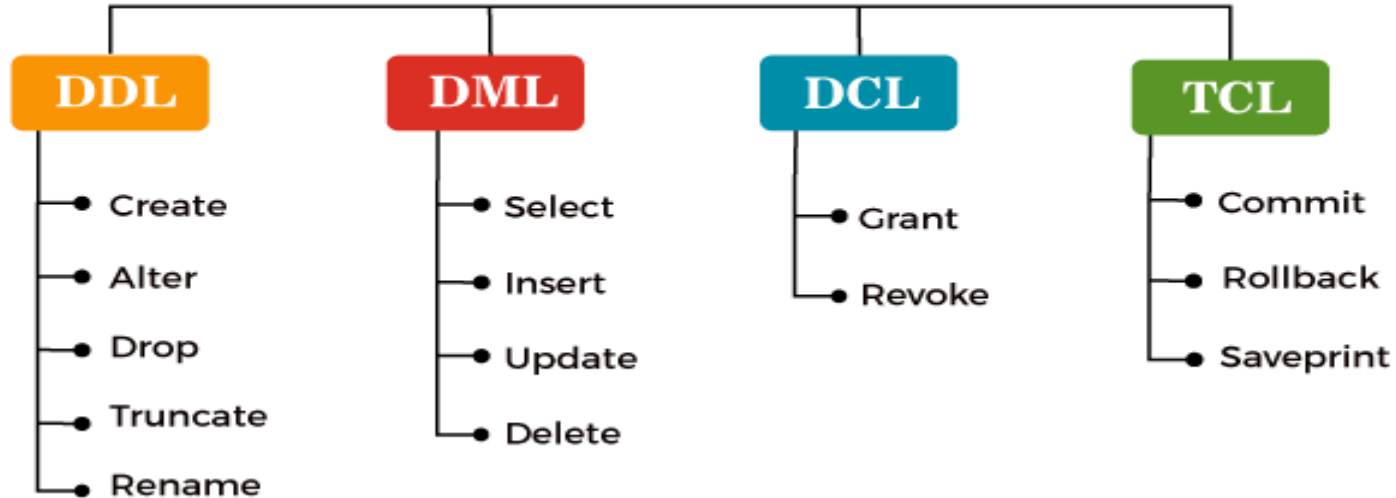 DDL
Create
Alter
Drop
Truncate
Rename
DML
Select
Insert
Update
Delete
DCL
Grant
Revoke
TCL
Commit
Rollback
Saveprint